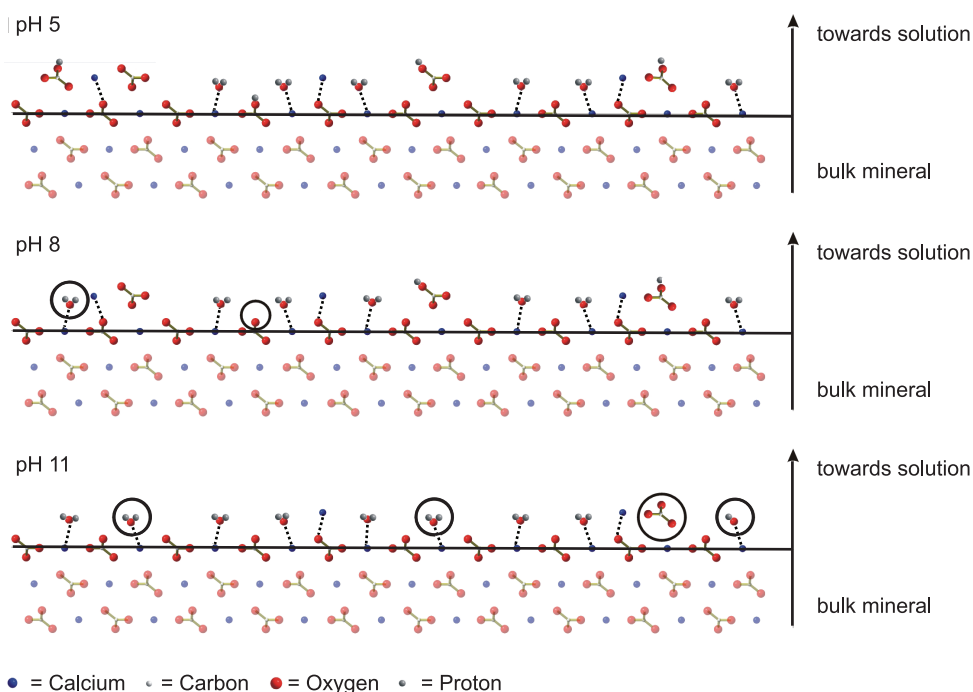 pH 5
towards solution
bulk mineral
pH 8
towards solution
bulk mineral
pH 11
towards solution
bulk mineral
= Calcium = Carbon = Oxygen = Proton